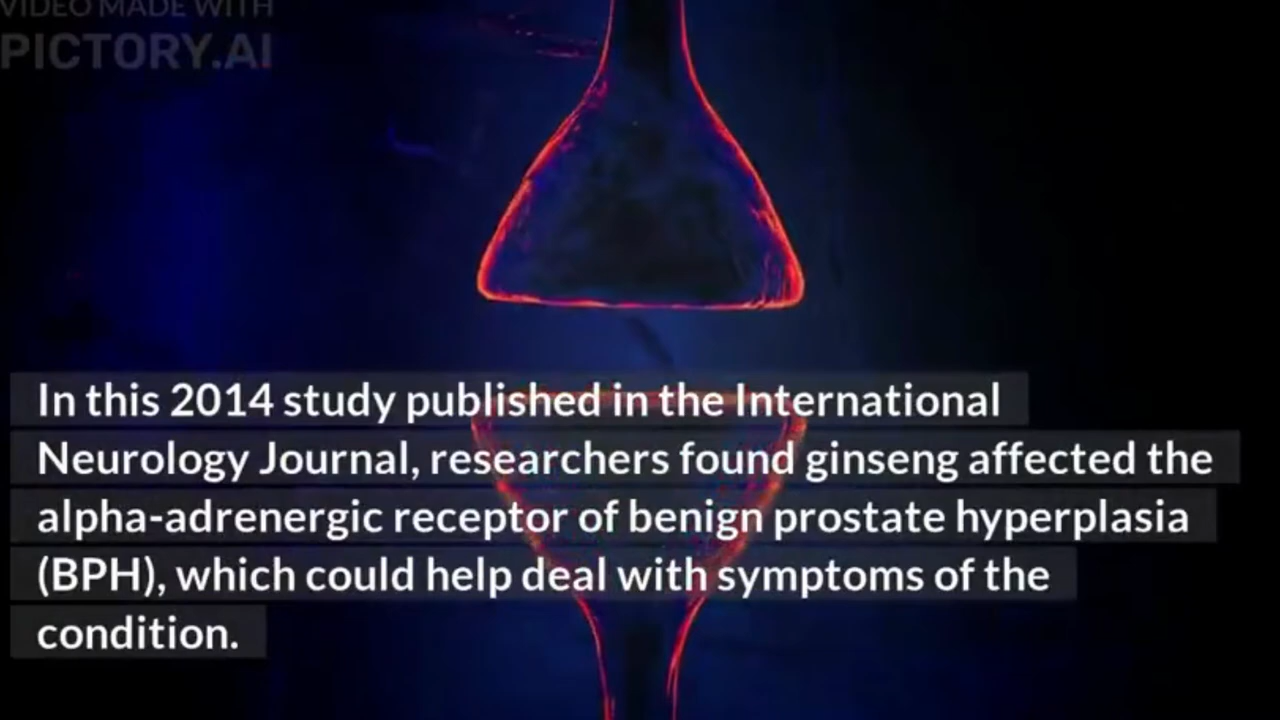 VIDEO MADE WITH
PICTORY.AI
In this 2014 study published in the International
Neurology Journal, researchers found ginseng affected the
alpha-adrenergic receptor of benign prostate hyperplasia
(BPH), which could help deal with symptoms of the
condition.